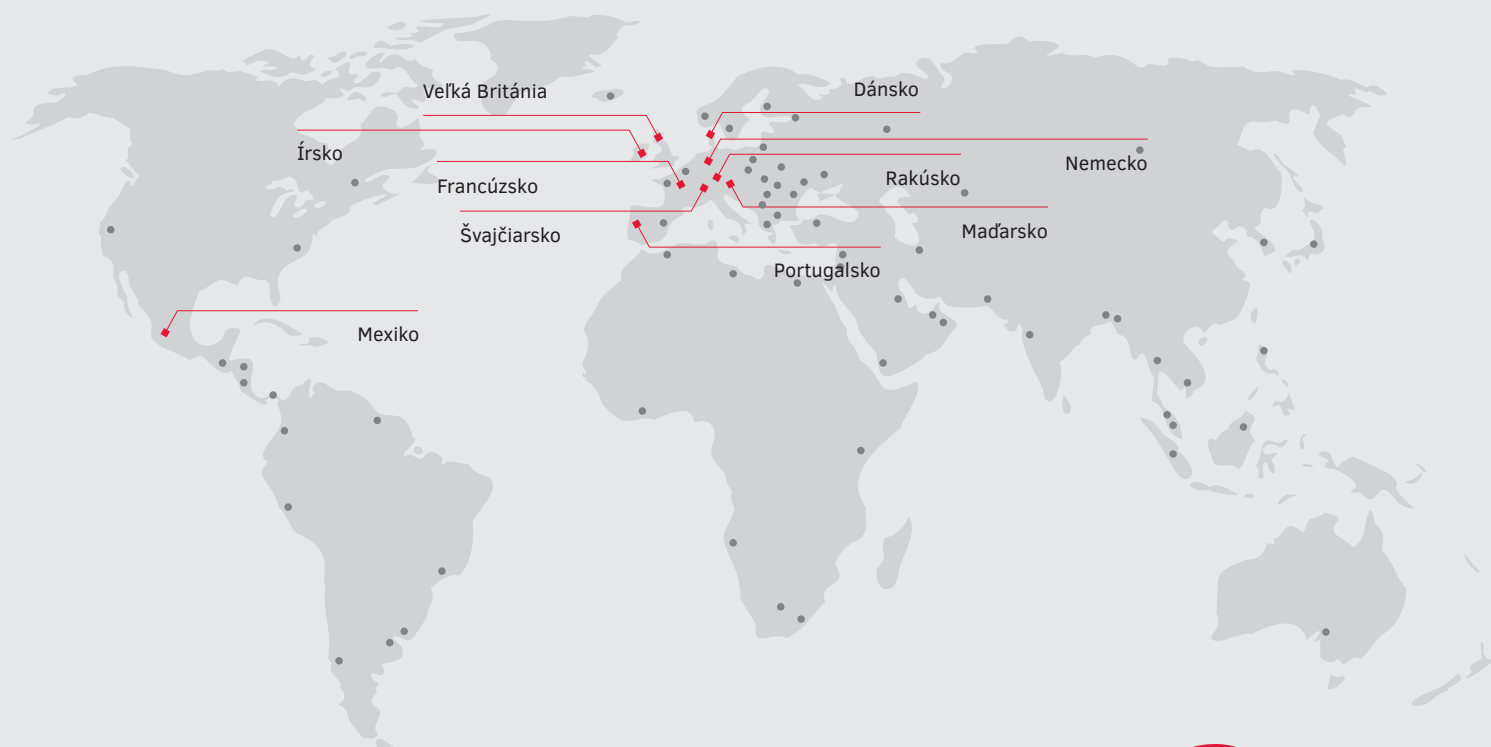 Veľká Británia
Dánsko
Írsko
Nemecko
Francúzsko
Rakúsko
Švajčiarsko
Maďarsko
Portugalsko
Mexiko